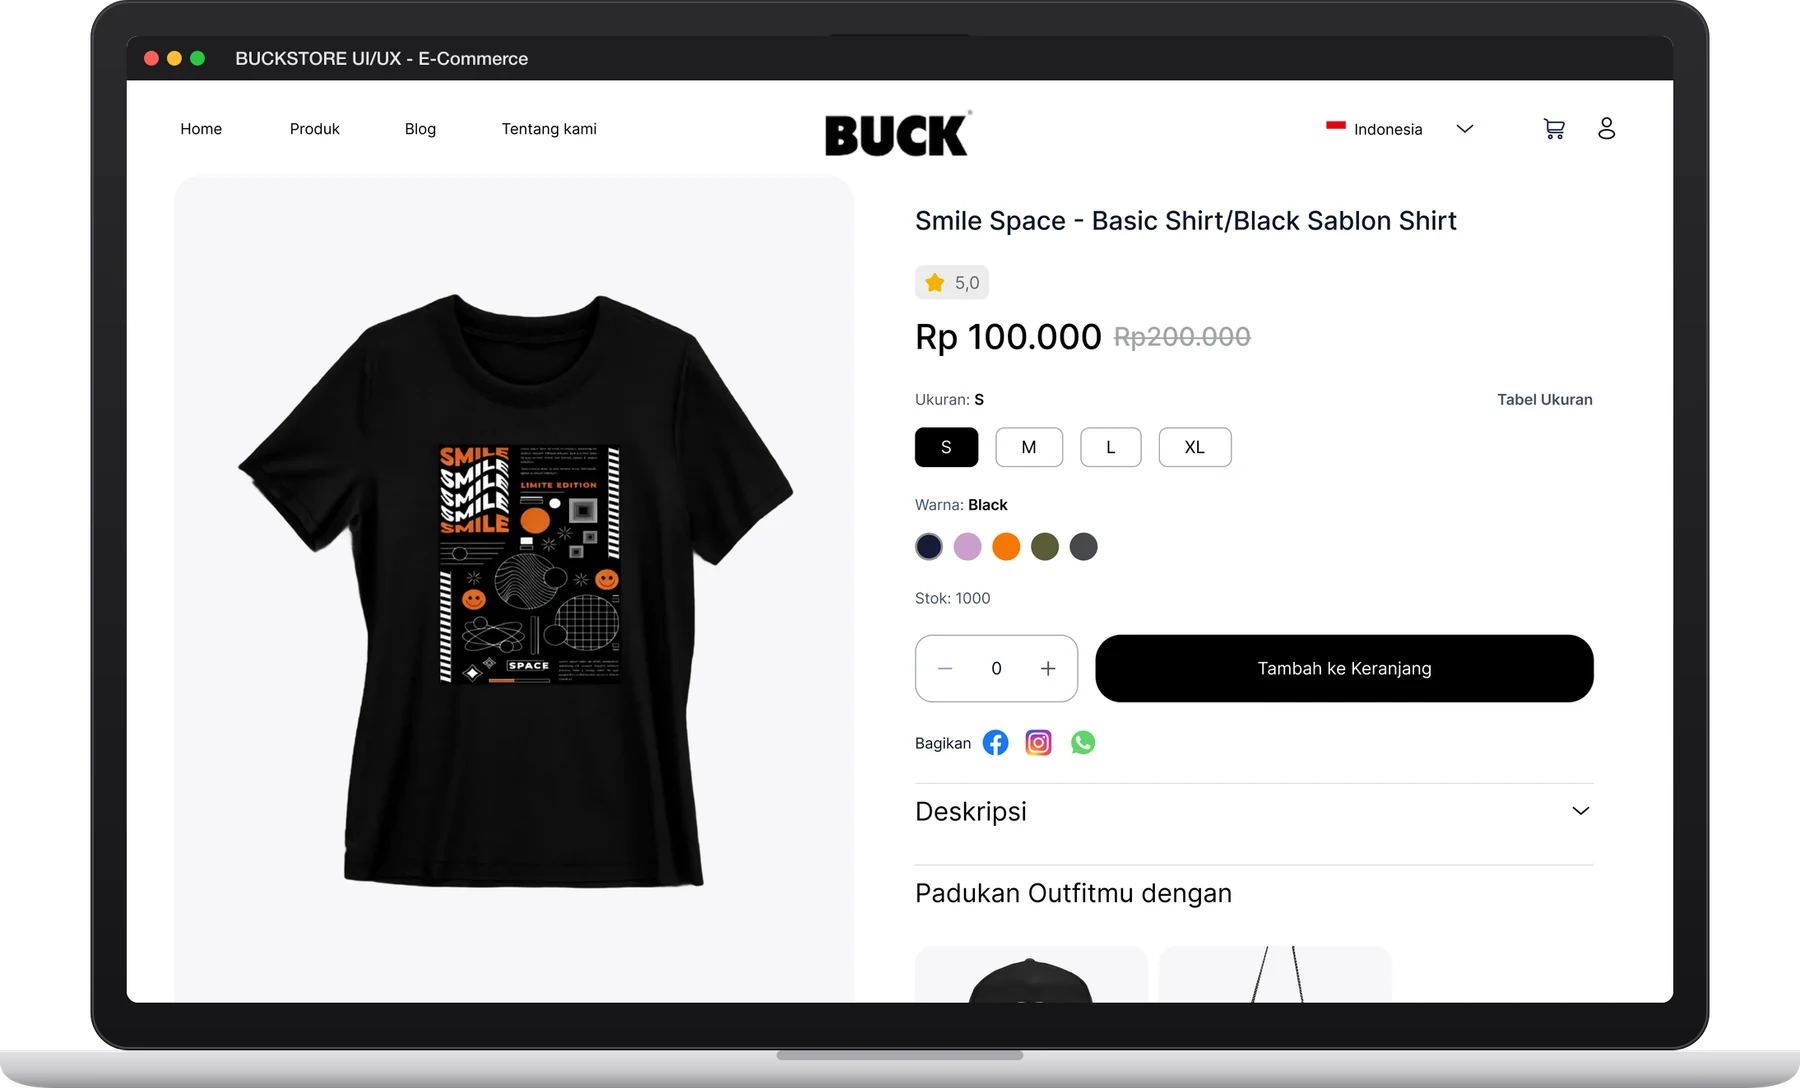 BUCKSTORE UI/UX - E-Commerce
Home Produk Blog Tentang kami
BUCK
Indonesia
Smile Space - Basic Shirt/Black Sablon Shirt
5,0
Rp 100.000 Rp200.000
Ukuran: S
Tabel Ukuran
S M L XL
Warna: Black
Stok: 1000
0
Tambah ke Keranjang
Bagikan
Deskripsi
Padukan Outfitmu dengan
SMILE
SMILE
SMILE
SMILE
SMILE
LIMITE EDITION
SPACE